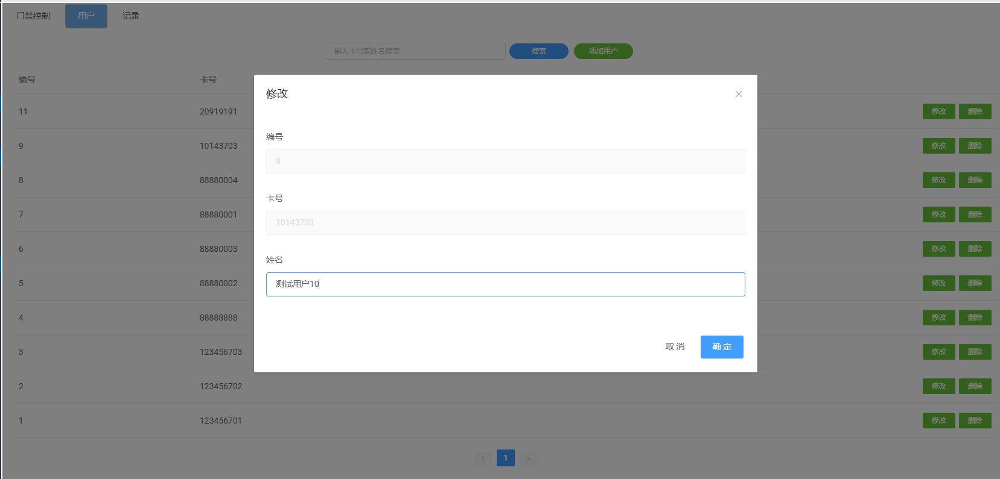 门禁控制 用户 记录
输入卡号或姓名搜索 搜索 添加用户
编号 卡号
修改
11 20919191 修改 删除
编号
9 10143703 修改 删除
9
8 88880004 修改 删除
卡号
7 88880001 修改 删除
10143703
6 88880003 修改 删除
姓名
测试用户10
5 88880002 修改 删除
4 88888888 修改 删除
取 消 确 定
3 123456703 修改 删除
2 123456702 修改 删除
1 123456701 修改 删除
1